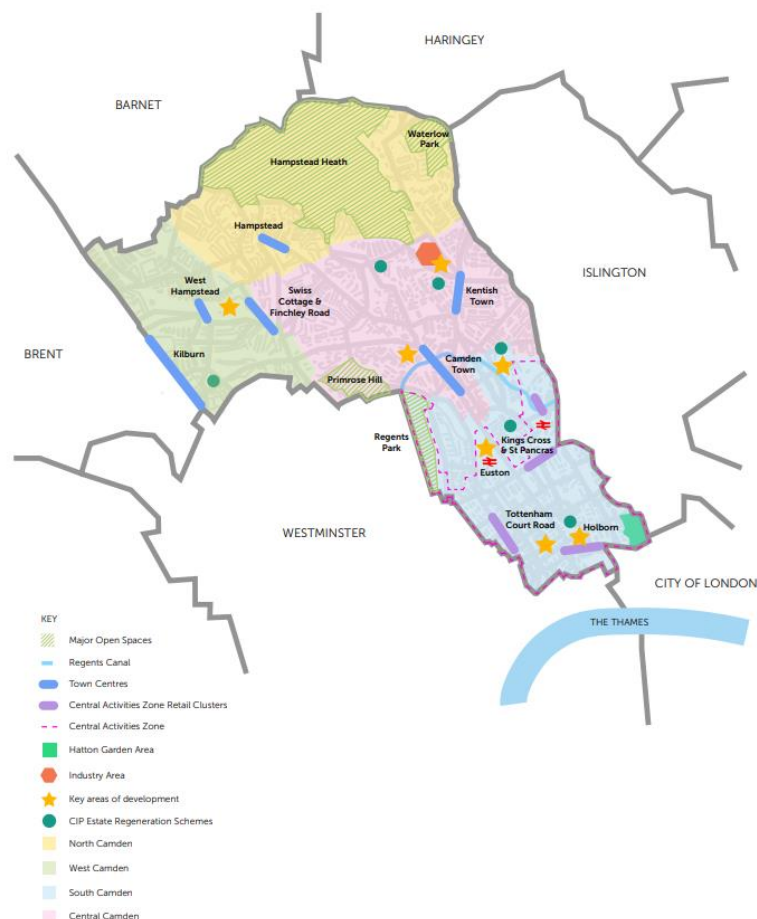 HARINGEY
BARNET
Waterlow
Park
Hampstead Heath
Hampstead
ISLINGTON
West
Hampstead
Swiss
Cottage &
Finchley Road
Kentish
Town
BRENT
Kilburn
Camden
Town
Primrose Hill
Regents
Park
Kings Cross
& St Pancras
Euston
WESTMINSTER
Tottenham
Court Road
Holborn
CITY OF LONDON
THE THAMES
KEY
Major Open Spaces
Regents Canal
Town Centres
Central Activities Zone Retail Clusters
Central Activities Zone
Hatton Garden Area
Industry Area
Key areas of development
CIP Estate Regeneration Schemes
North Camden
West Camden
South Camden
Central Camden